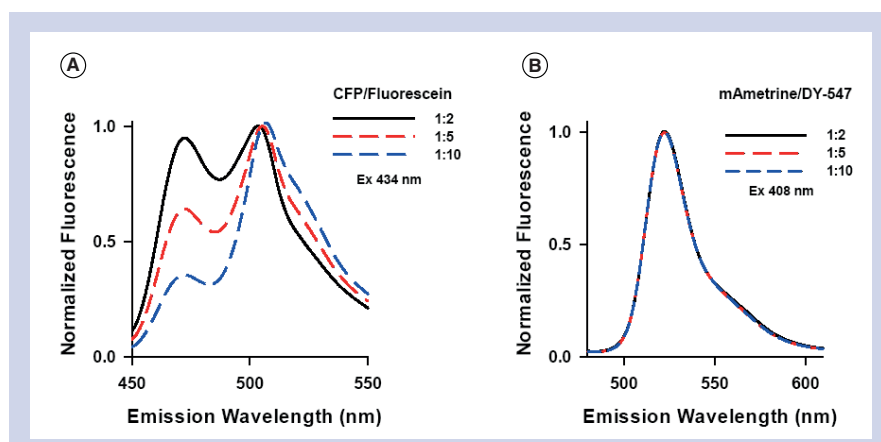 A
CFP/Fluorescein
1:2
1:5
1:10
Ex 434 nm
Normalized Fluorescence
1.0
0.5
0.0
450 500 550
Emission Wavelength (nm)
B
mAmetrine/DY-547
1:2
1:5
1:10
Ex 408 nm
Normalized Fluorescence
1.0
0.5
0.0
500 550 600
Emission Wavelength (nm)